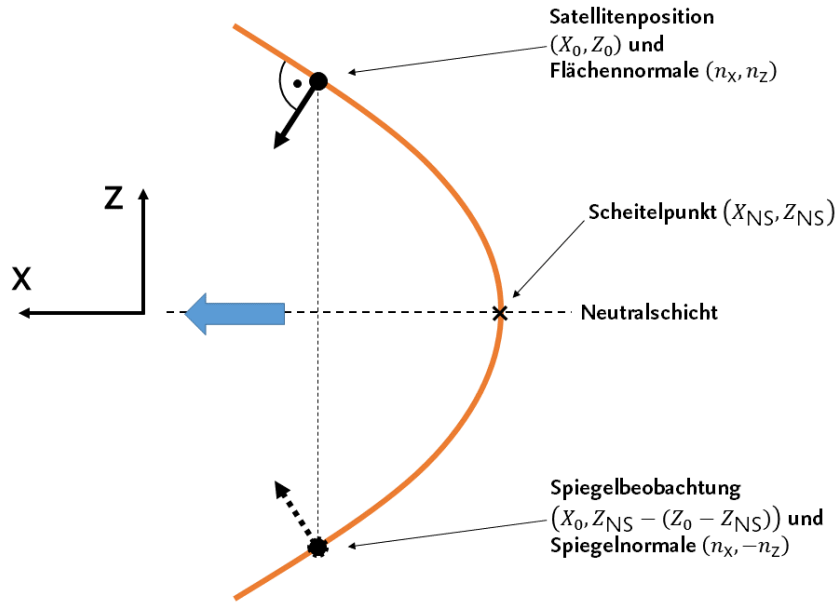 Satellitenposition
(X₀, Z₀) und
Flächennormale (nₓ, n_Z)
Z
X
Scheitelpunkt (X_NS, Z_NS)
Neutralschicht
Spiegelbeobachtung
(X₀, Z_NS − (Z₀ − Z_NS)) und
Spiegelnormale (nₓ, −n_Z)